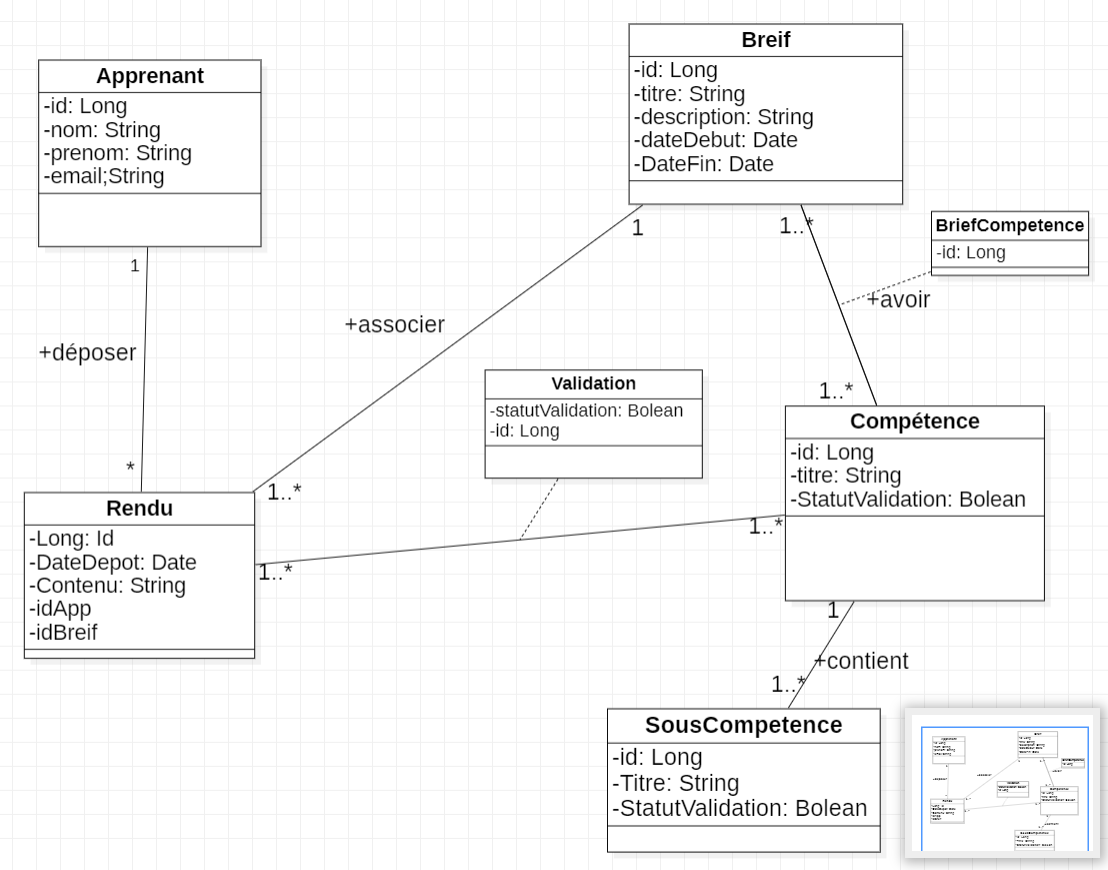 Apprenant
-id: Long
-nom: String
-prenom: String
-email;String
1
+déposer
*
Breif
-id: Long
-titre: String
-description: String
-dateDebut: Date
-DateFin: Date
1
1..*
+associer
BriefCompetence
-id: Long
+avoir
1..*
Validation
-statutValidation: Bolean
-id: Long
Compétence
-id: Long
-titre: String
-StatutValidation: Bolean
1..*
1..*
1..*
Rendu
-Long: Id
-DateDepot: Date
-Contenu: String
-idApp
-idBreif
1
+contient
1..*
SousCompetence
-id: Long
-Titre: String
-StatutValidation: Bolean